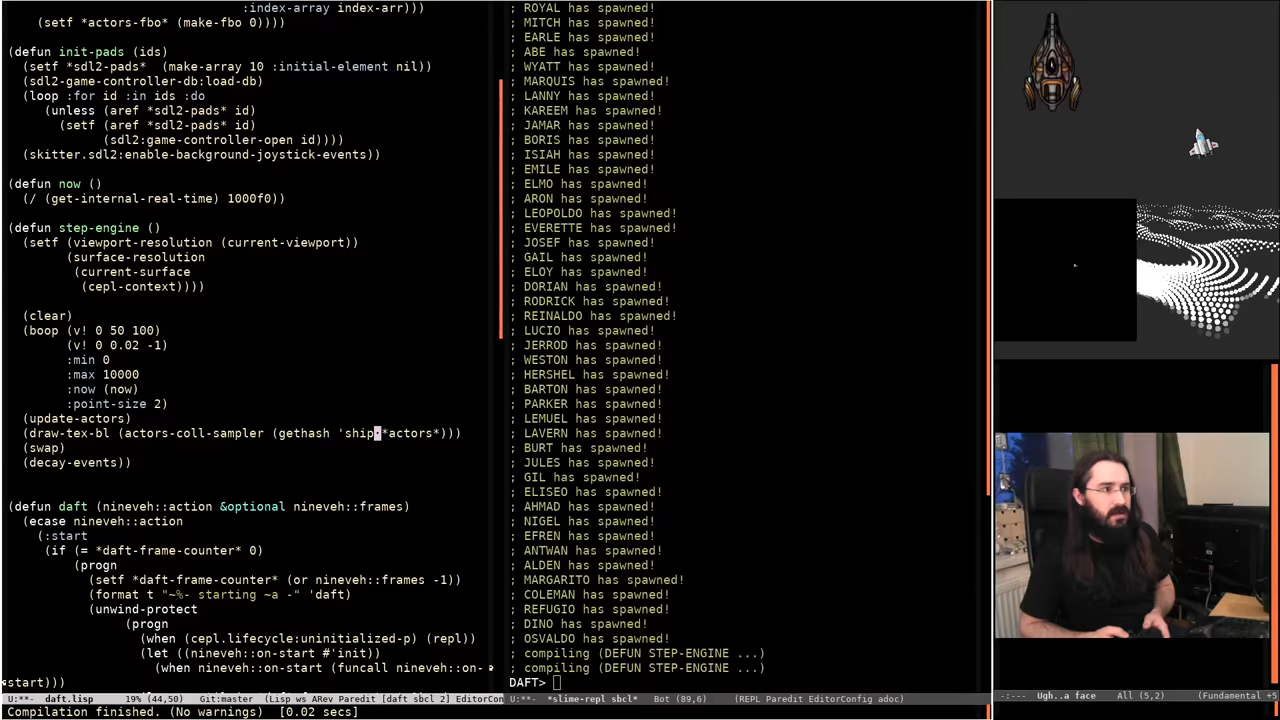 :index-array index-arr)))
(setf *actors-fbo* (make-fbo 0))))
(defun init-pads (ids)
(setf *sdl2-pads*  (make-array 10 :initial-element nil))
(sdl2-game-controller-db:load-db)
(loop :for id :in ids :do
(unless (aref *sdl2-pads* id)
(setf (aref *sdl2-pads* id)
(sdl2:game-controller-open id))))
(skitter.sdl2:enable-background-joystick-events))
(defun now ()
(/ (get-internal-real-time) 1000f0))
(defun step-engine ()
(setf (viewport-resolution (current-viewport))
(surface-resolution
(current-surface
(cepl-context))))
(clear)
(boop (v! 0 50 100)
(v! 0 0.02 -1)
:min 0
:max 10000
:now (now)
:point-size 2)
(update-actors)
(draw-tex-bl (actors-coll-sampler (gethash 'ship-*actors*)))
(swap)
(decay-events))
(defun daft (nineveh::action &optional nineveh::frames)
(ecase nineveh::action
(:start
(if (= *daft-frame-counter* 0)
(progn
(setf *daft-frame-counter* (or nineveh::frames -1))
(format t "~%- starting ~a -" 'daft)
(unwind-protect
(progn
(when (cepl.lifecycle:uninitialized-p) (repl))
(let ((nineveh::on-start #'init))
(when nineveh::on-start (funcall nineveh::on-
start)))
U:**-  daft.lisp      19% (44,50)    Git:master  (Lisp ws ARev Paredit [daft sbcl 2] EditorCon
Compilation finished. (No warnings)  [0.02 secs]
; ROYAL has spawned!
; MITCH has spawned!
; EARLE has spawned!
; ABE has spawned!
; WYATT has spawned!
; MARQUIS has spawned!
; LANNY has spawned!
; KAREEM has spawned!
; JAMAR has spawned!
; BORIS has spawned!
; ISIAH has spawned!
; EMILE has spawned!
; ELMO has spawned!
; ARON has spawned!
; LEOPOLDO has spawned!
; EVERETTE has spawned!
; JOSEF has spawned!
; GAIL has spawned!
; ELOY has spawned!
; DORIAN has spawned!
; RODRICK has spawned!
; REINALDO has spawned!
; LUCIO has spawned!
; JERROD has spawned!
; WESTON has spawned!
; HERSHEL has spawned!
; BARTON has spawned!
; PARKER has spawned!
; LEMUEL has spawned!
; LAVERN has spawned!
; BURT has spawned!
; JULES has spawned!
; GIL has spawned!
; ELISEO has spawned!
; AHMAD has spawned!
; NIGEL has spawned!
; EFREN has spawned!
; ANTWAN has spawned!
; ALDEN has spawned!
; MARGARITO has spawned!
; COLEMAN has spawned!
; REFUGIO has spawned!
; DINO has spawned!
; OSVALDO has spawned!
; compiling (DEFUN STEP-ENGINE ...)
; compiling (DEFUN STEP-ENGINE ...)
DAFT>
U:**-  *slime-repl sbcl*    Bot (89,6)     (REPL Paredit EditorConfig adoc)
-:---  Ugh..a face    All (5,2)     (Fundamental +5